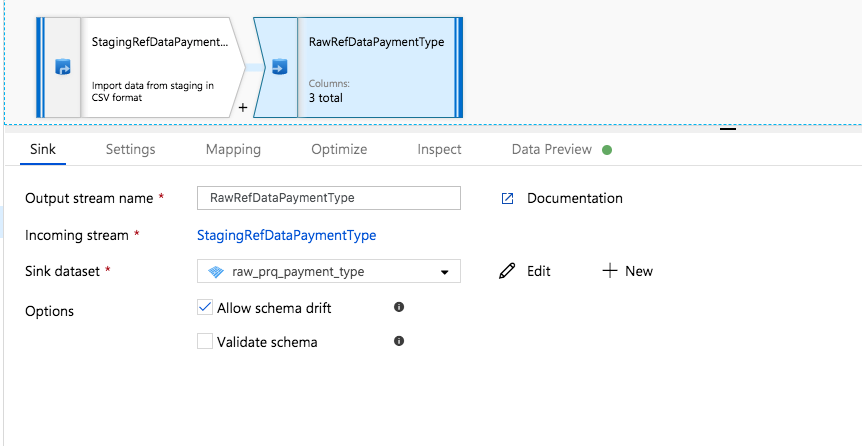 StagingRefDataPayment...
Import data from staging in
CSV format
+
RawRefDataPaymentType
Columns:
3 total
Sink Settings Mapping Optimize Inspect Data Preview
Output stream name * RawRefDataPaymentType Documentation
Incoming stream * StagingRefDataPaymentType
Sink dataset * raw_prq_payment_type Edit + New
Options Allow schema drift
Validate schema